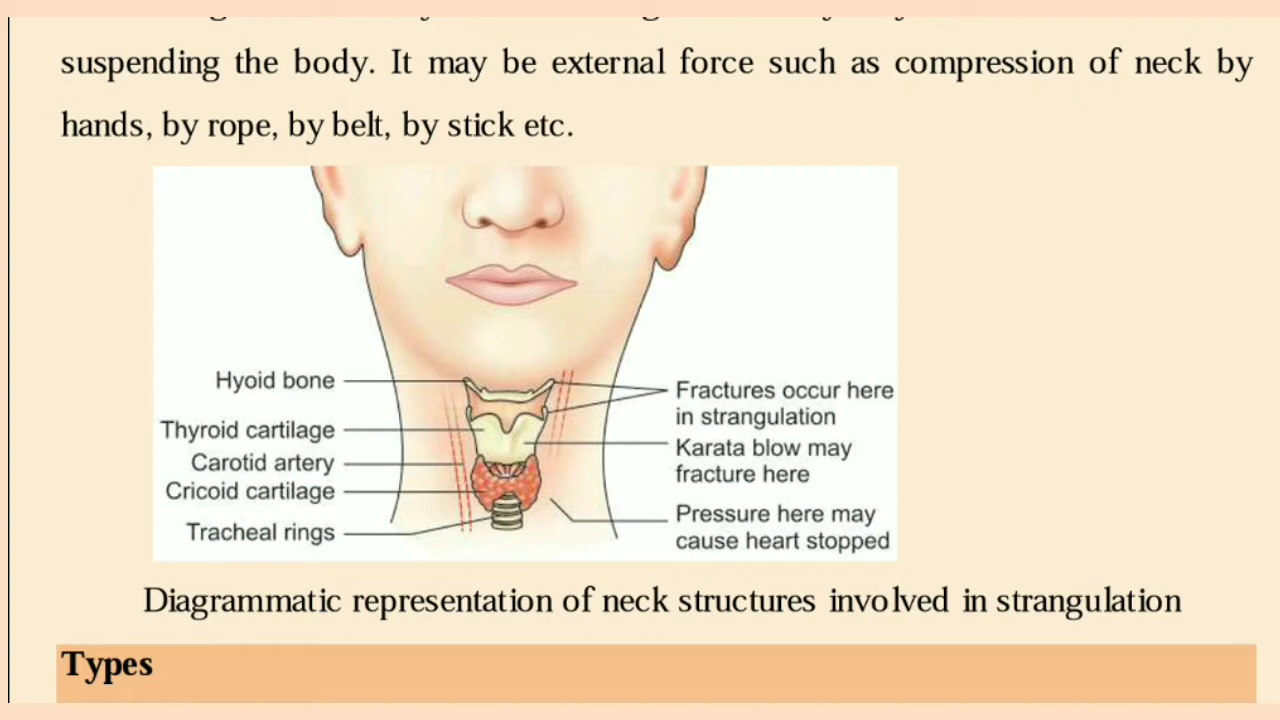 suspending the body. It may be external force such as compression of neck by
hands, by rope, by belt, by stick etc.
Hyoid bone
Thyroid cartilage
Carotid artery
Cricoid cartilage
Tracheal rings
Fractures occur here
in strangulation
Karata blow may
fracture here
Pressure here may
cause heart stopped
Diagrammatic representation of neck structures involved in strangulation
Types